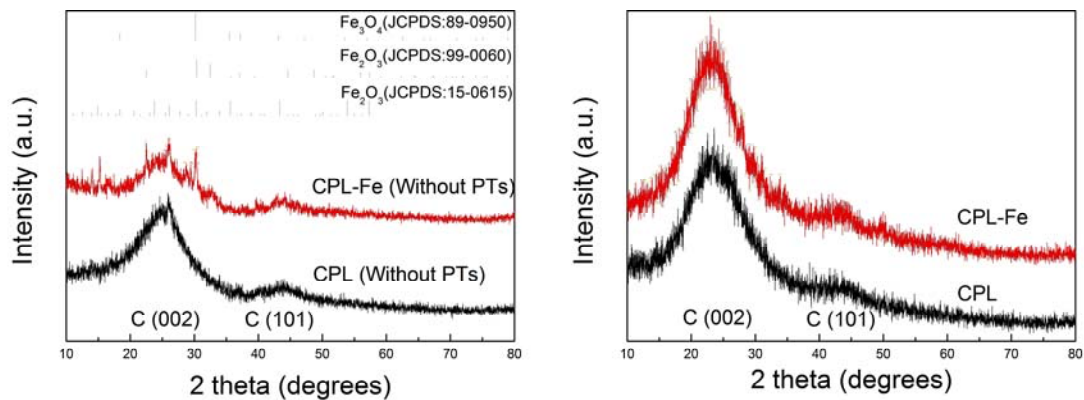 Fe₃O₄(JCPDS:89-0950)
Fe₂O₃(JCPDS:99-0060)
Fe₂O₃(JCPDS:15-0615)
CPL-Fe (Without PTs)
CPL (Without PTs)
C (002)
C (101)
10 20 30 40 50 60 70 80
2 theta (degrees)
Intensity (a.u.)
CPL-Fe
CPL
C (002)
C (101)
10 20 30 40 50 60 70 80
2 theta (degrees)
Intensity (a.u.)